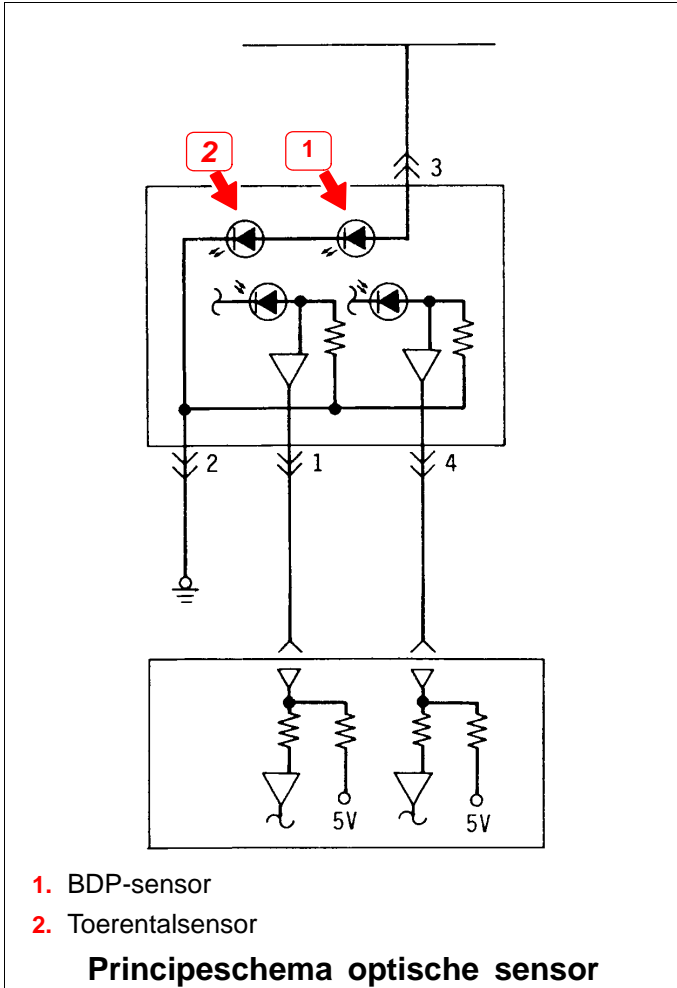 2 1
3
2 1 4
5V 5V
1. BDP-sensor
2. Toerentalsensor
Principeschema optische sensor